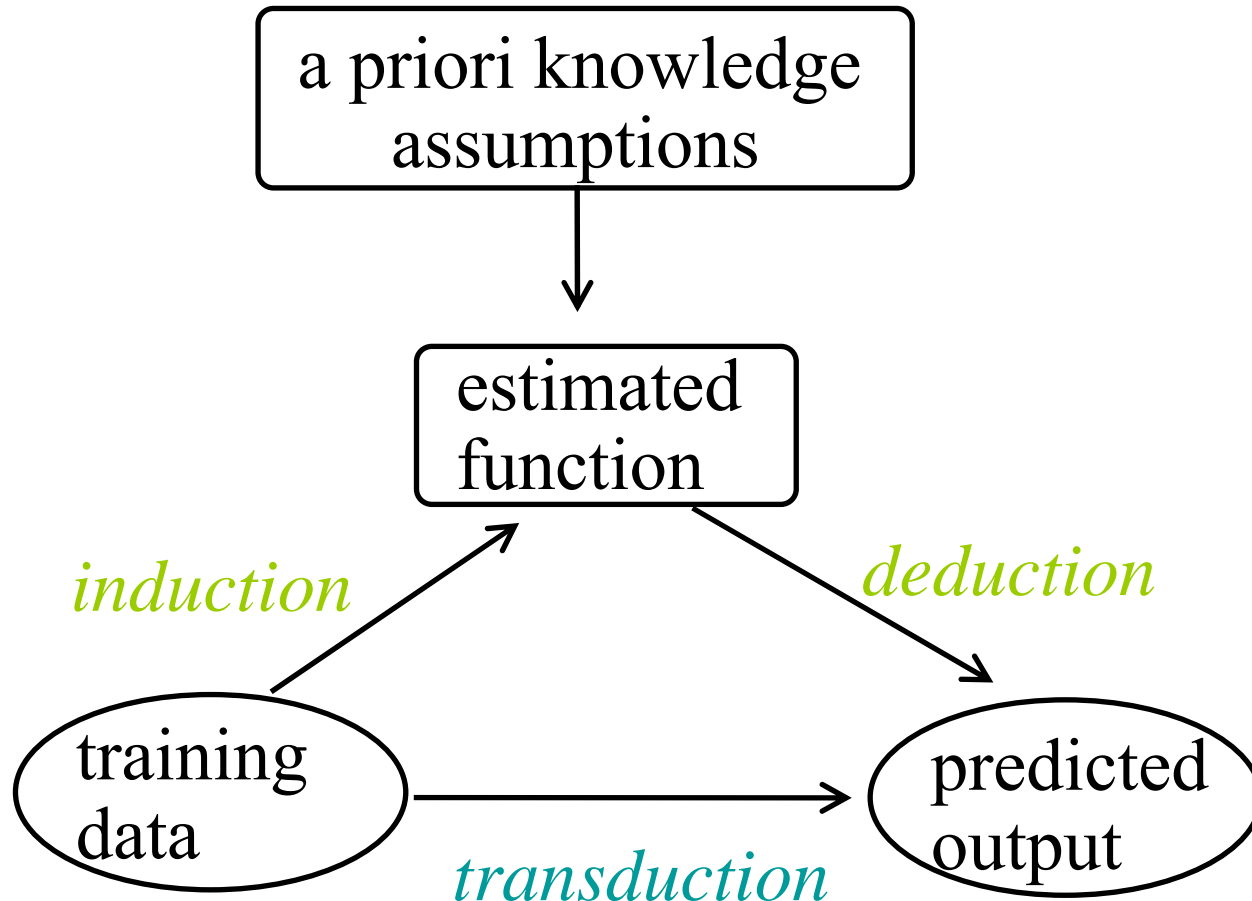 a priori knowledge
assumptions
estimated
function
induction
deduction
training
data
predicted
output
transduction